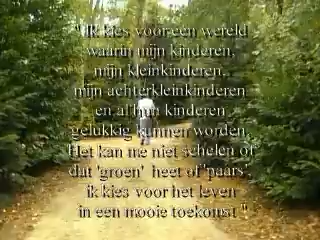 " IK kies voor een wereld
waarin mijn kinderen,
mijn kleinkinderen,
mijn achterkleinkinderen
en al hun kinderen
gelukkig kunnen worden.
Het kan me niet schelen of
dat 'groen' heet of 'paars',
ik kies voor het leven
in een mooie toekomst "